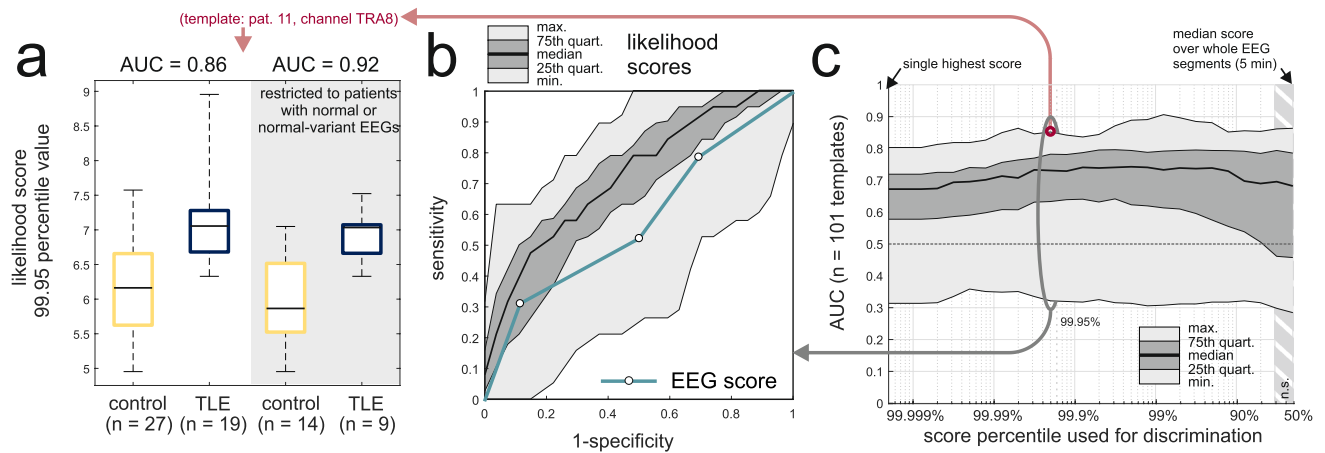 (template: pat. 11, channel TRA8)
a
AUC = 0.86
AUC = 0.92
restricted to patients
with normal or
normal-variant EEGs
likelihood score
99.95 percentile value
9
8.5
8
7.5
7
6.5
6
5.5
5
control
(n = 27)
TLE
(n = 19)
control
(n = 14)
TLE
(n = 9)
b
max.
75th quart.
median
25th quart.
min.
likelihood
scores
sensitivity
1
0.9
0.8
0.7
0.6
0.5
0.4
0.3
0.2
0.1
0
EEG score
0
0.2
0.4
0.6
0.8
1
1-specificity
c
single highest score
median score
over whole EEG
segments (5 min)
AUC (n = 101 templates)
1
0.9
0.8
0.7
0.6
0.5
0.4
0.3
0.2
0.1
0
99.95%
max.
75th quart.
median
25th quart.
min.
n.s.
99.999%
99.99%
99.9%
99%
90%
50%
score percentile used for discrimination